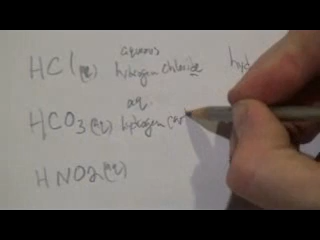 aqueous
HCl(aq) hydrogen chloride hyd
aq.
HCO3(aq) hydrogen car
HNO2(aq)